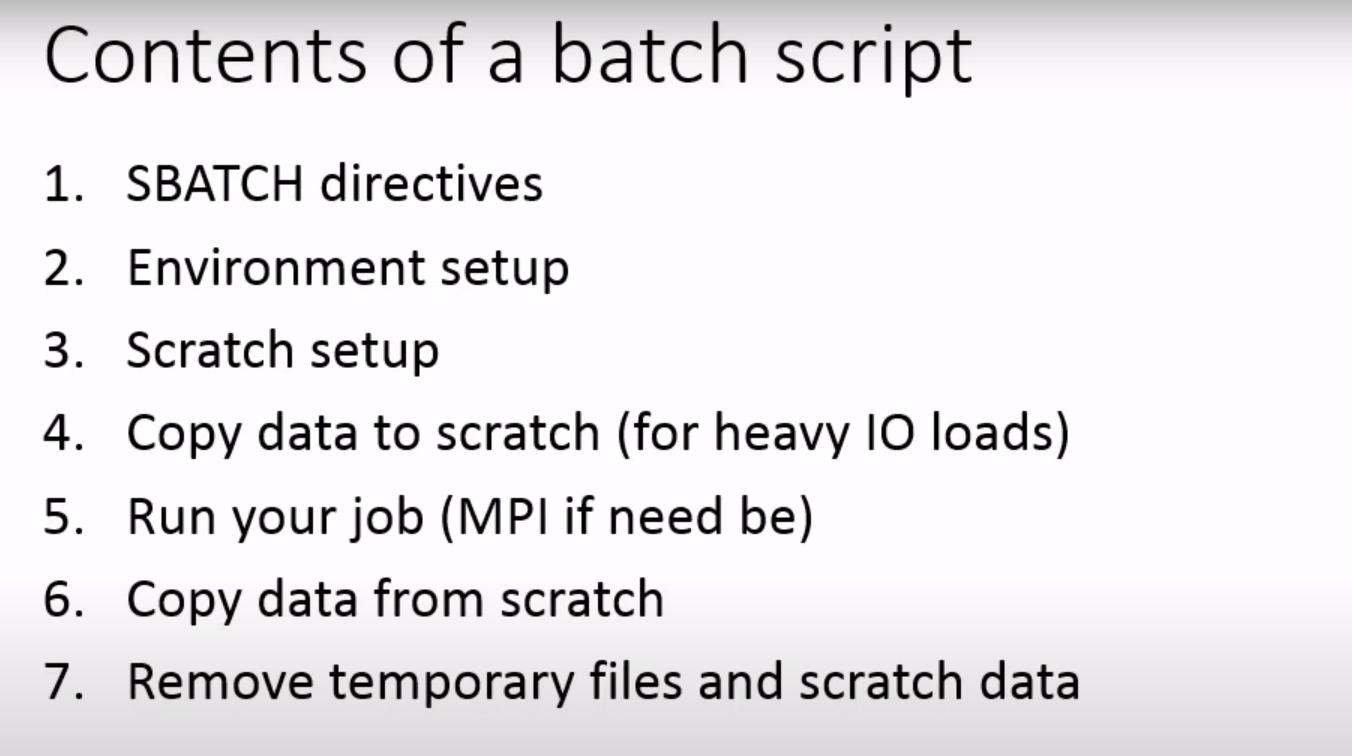 Contents of a batch script
1. SBATCH directives
2. Environment setup
3. Scratch setup
4. Copy data to scratch (for heavy IO loads)
5. Run your job (MPI if need be)
6. Copy data from scratch
7. Remove temporary files and scratch data